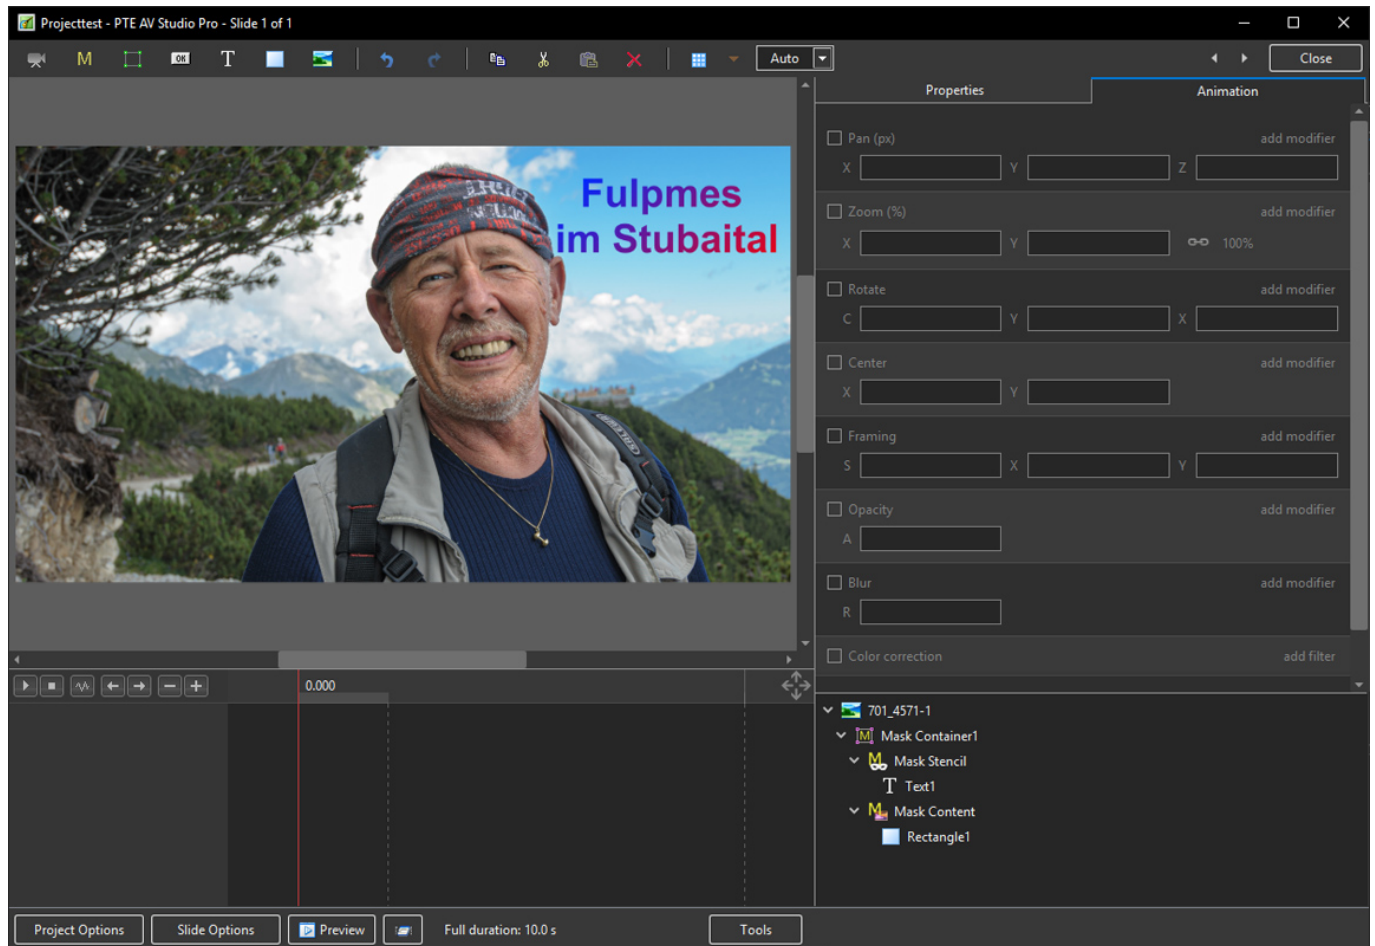 Projecttest - PTE AV Studio Pro - Slide 1 of 1
M
OK
T
Auto
Close
Properties
Animation
Pan (px)
add modifier
X
Y
Z
Zoom (%)
add modifier
X
Y
100%
Rotate
add modifier
C
Y
X
Center
add modifier
X
Y
Framing
add modifier
S
X
Y
Opacity
add modifier
A
Blur
add modifier
R
Color correction
add filter
Fulpmes
im Stubaital
0.000
701_4571-1
M Mask Container1
M Mask Stencil
T Text1
M Mask Content
Rectangle1
Project Options
Slide Options
Preview
Full duration: 10.0 s
Tools